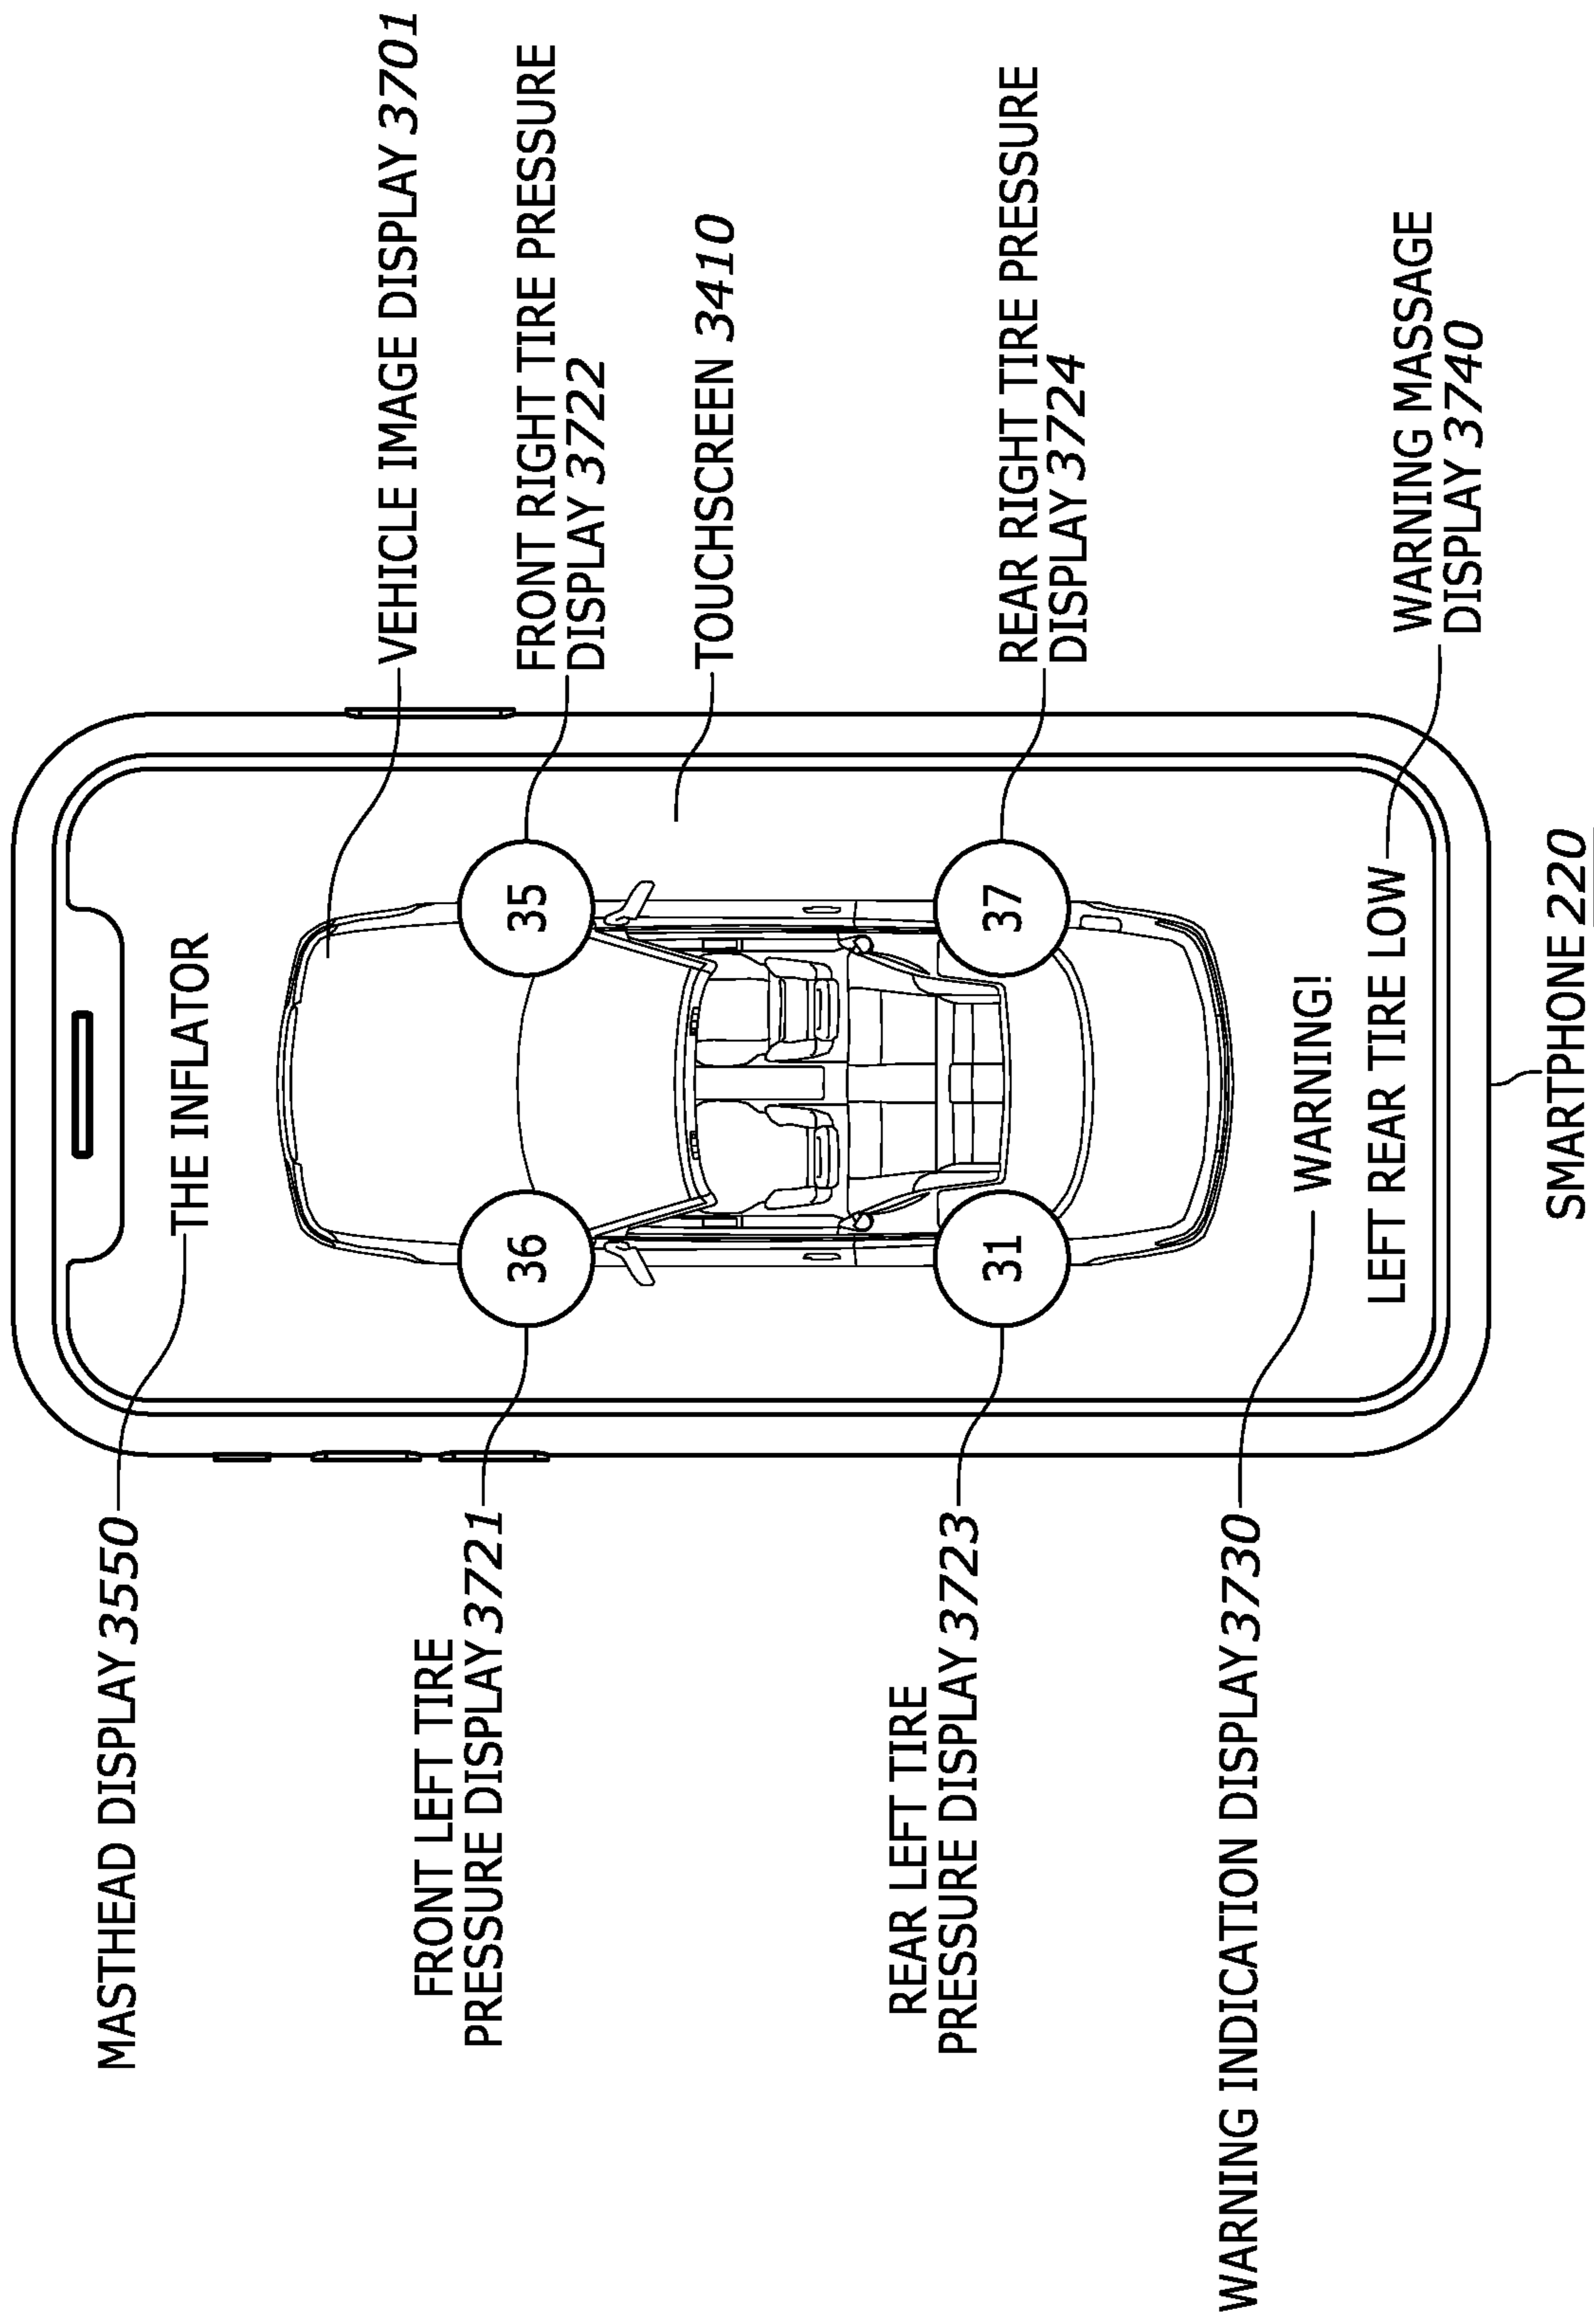 MASTHEAD DISPLAY 3550
THE INFLATOR
VEHICLE IMAGE DISPLAY 3701
FRONT LEFT TIRE
PRESSURE DISPLAY 3721
36
35
FRONT RIGHT TIRE PRESSURE
DISPLAY 3722
TOUCHSCREEN 3410
REAR LEFT TIRE
PRESSURE DISPLAY 3723
31
37
REAR RIGHT TIRE PRESSURE
DISPLAY 3724
WARNING INDICATION DISPLAY 3730
WARNING!
LEFT REAR TIRE LOW
WARNING MASSAGE
DISPLAY 3740
SMARTPHONE 220